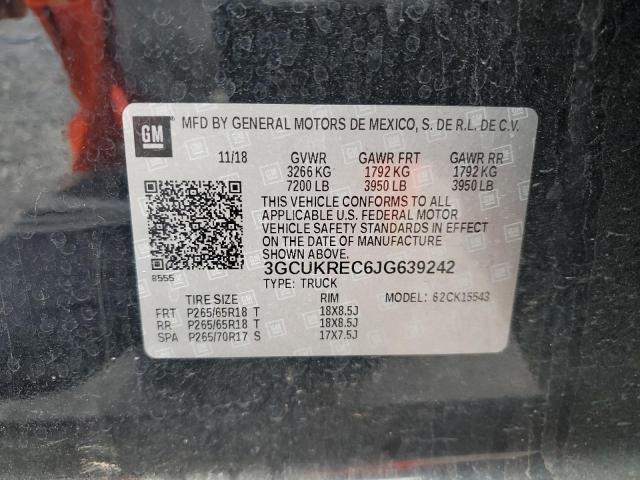 GM MFD BY GENERAL MOTORS DE MEXICO, S. DE R.L. DE C.V.
11/18 GVWR GAWR FRT GAWR RR
3266 KG 1792 KG 1792 KG
7200 LB 3950 LB 3950 LB
THIS VEHICLE CONFORMS TO ALL
APPLICABLE U.S. FEDERAL MOTOR
VEHICLE SAFETY STANDARDS IN EFFECT
ON THE DATE OF MANUFACTURE SHOWN ABOVE.
3GCUKREC6JG639242
8555
TYPE: TRUCK
TIRE SIZE RIM MODEL: 62CK15543
FRT P265/65R18 T 18X8.5J
RR P265/65R18 T 18X8.5J
SPA P265/70R17 S 17X7.5J